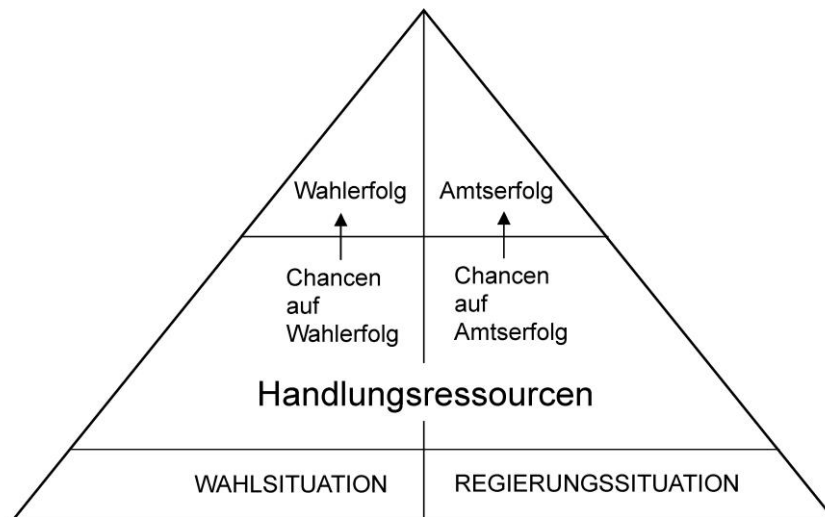 Wahlerfolg
Amtserfolg
Chancen
auf
Wahlerfolg
Chancen
auf
Amtserfolg
Handlungsressourcen
WAHLSITUATION
REGIERUNGSSITUATION